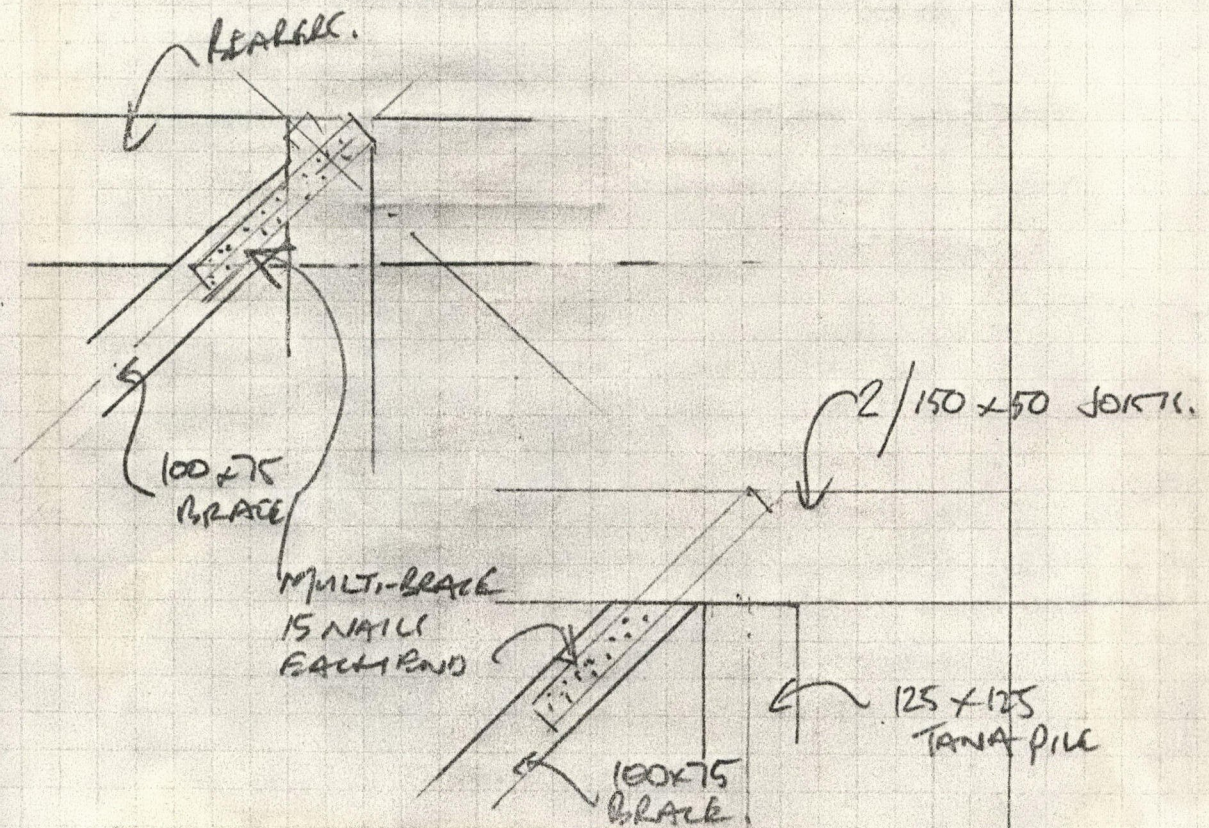 BEARERS.
100x75
BRACE
MULTI-BRACE
15 NAILS
EACH END
2/150x50 JOISTS.
125x125
TANA PILE
100x75
BRACE.